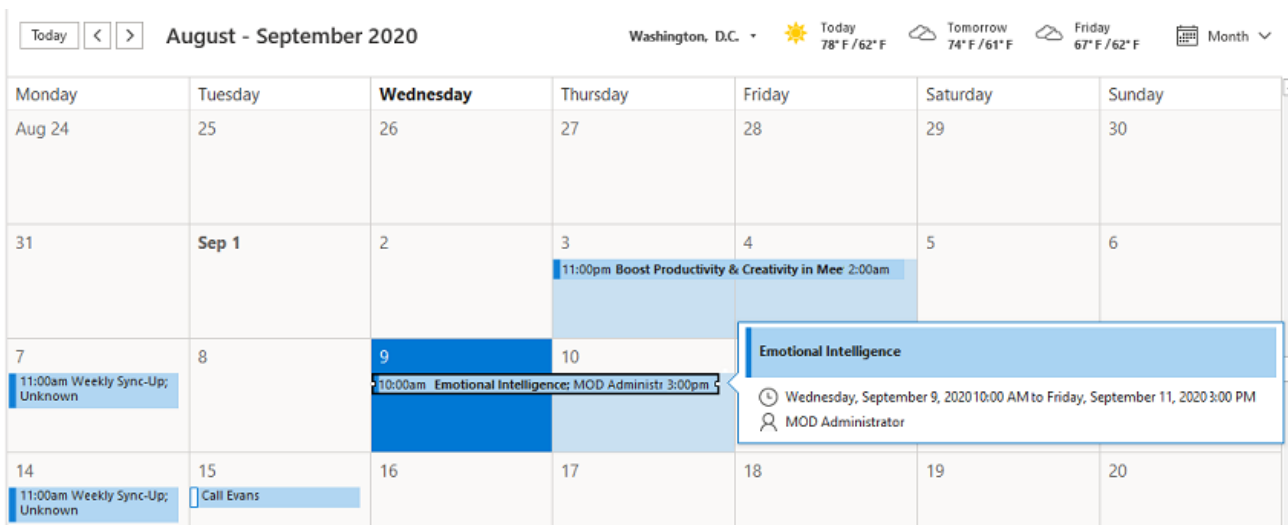 Today < > August - September 2020 Washington, D.C. Today 78°F/62°F Tomorrow 74°F/61°F Friday 67°F/62°F Month
Monday Tuesday Wednesday Thursday Friday Saturday Sunday
Aug 24 25 26 27 28 29 30
31 Sep 1 2 3 4 5 6
11:00pm Boost Productivity & Creativity in Mee 2:00am
7 8 9 10
11:00am Weekly Sync-Up;
Unknown
10:00am Emotional Intelligence; MOD Administr 3:00pm
Emotional Intelligence
Wednesday, September 9, 2020 10:00 AM to Friday, September 11, 2020 3:00 PM
MOD Administrator
14 15 16 17 18 19 20
11:00am Weekly Sync-Up;
Unknown
Call Evans